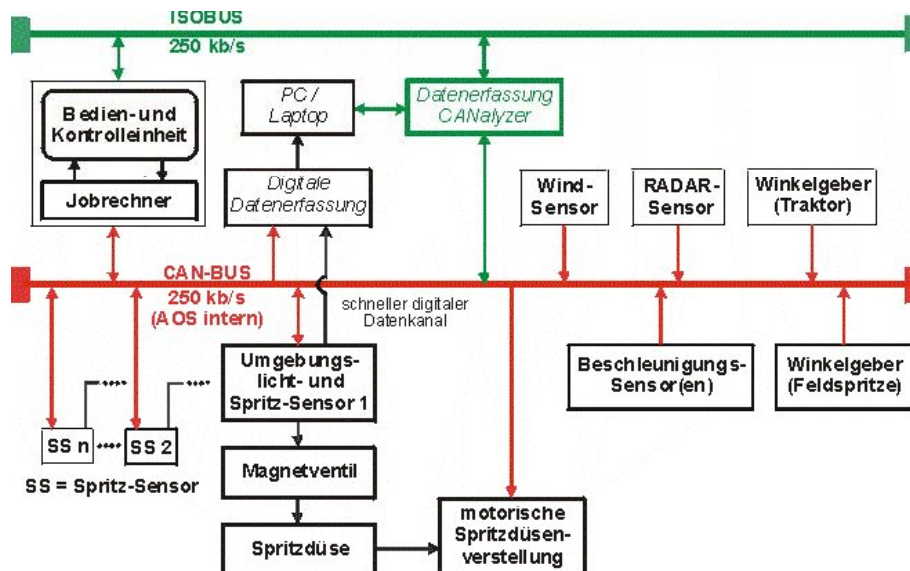 ISOBUS
250 kb/s
Bedien-und
Kontrolleinheit
Jobrechner
PC /
Laptop
Digitale
Datenerfassung
Datenerfassung
CANalyzer
Wind-
Sensor
RADAR-
Sensor
Winkelgeber
(Traktor)
CAN-BUS
250 kb/s
(AOS intern)
schneller digitaler
Datenkanal
Umgebungs-
licht- und
Spritz-Sensor 1
Beschleunigungs-
Sensor(en)
Winkelgeber
(Feldspritze)
SS n
SS 2
SS = Spritz-Sensor
Magnetventil
Spritzdüse
motorische
Spritzdüsen-
verstellung